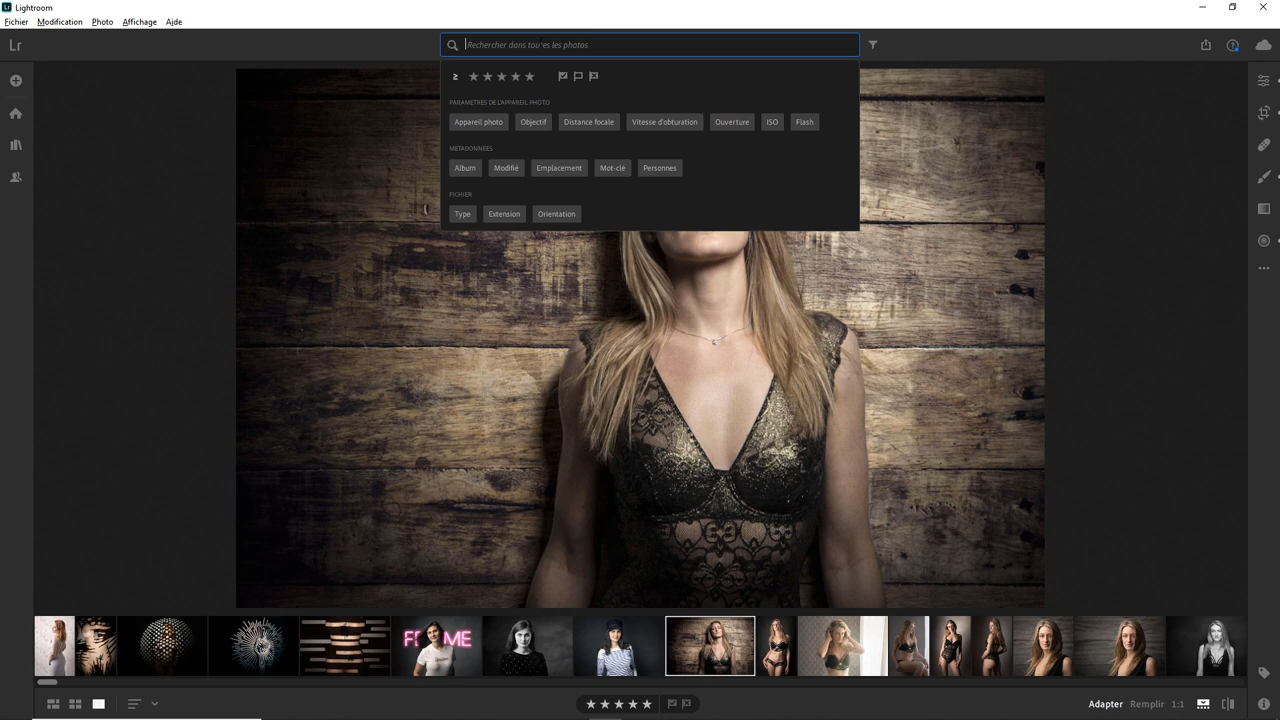 Lr Lightroom
Fichier Modification Photo Affichage Aide
Lr
Rechercher dans toutes les photos
≥
PARAMETRES DE L'APPAREIL PHOTO
Appareil photo Objectif Distance focale Vitesse d'obturation Ouverture ISO Flash
METADONNEES
Album Modifié Emplacement Mot-clé Personnes
FICHIER
Type Extension Orientation
Adapter Remplir 1:1